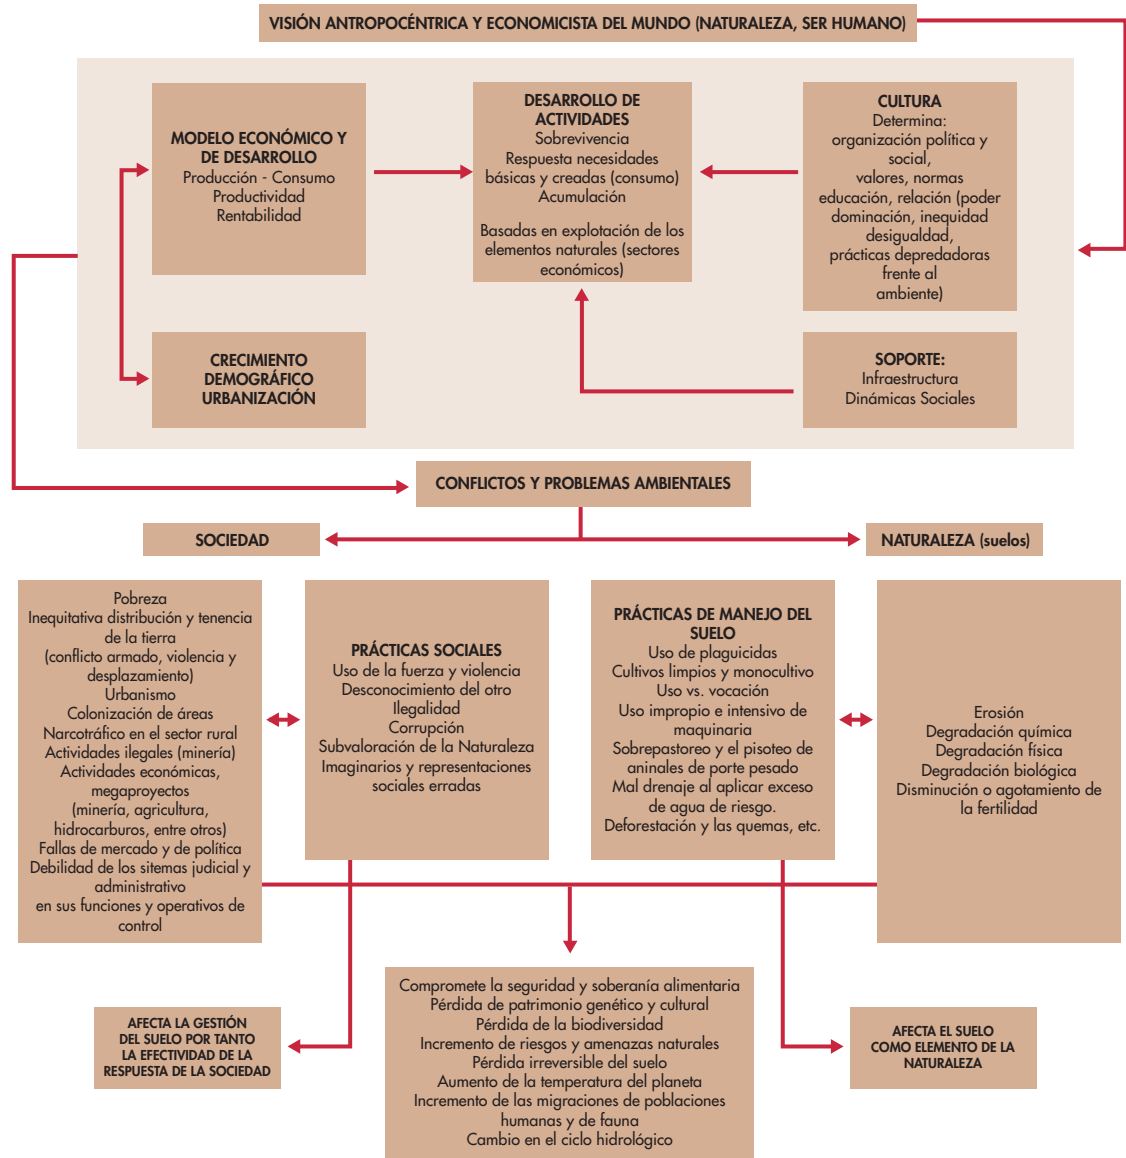 VISIÓN ANTROPOCÉNTRICA Y ECONOMICISTA DEL MUNDO (NATURALEZA, SER HUMANO)
MODELO ECONÓMICO Y
DE DESARROLLO
Producción - Consumo
Productividad
Rentabilidad
DESARROLLO DE
ACTIVIDADES
Sobrevivencia
Respuesta necesidades
básicas y creadas (consumo)
Acumulación
Basadas en explotación de los
elementos naturales (sectores
económicos)
CULTURA
Determina:
organización política y
social,
valores, normas
educación, relación (poder
dominación, inequidad
desigualdad,
prácticas depredadoras
frente al
ambiente)
CRECIMIENTO
DEMOGRÁFICO
URBANIZACIÓN
SOPORTE:
Infraestructura
Dinámicas Sociales
CONFLICTOS Y PROBLEMAS AMBIENTALES
SOCIEDAD
NATURALEZA (suelos)
Pobreza
Inequitativa distribución y tenencia
de la tierra
(conflicto armado, violencia y
desplazamiento)
Urbanismo
Colonización de áreas
Narcotráfico en el sector rural
Actividades ilegales (minería)
Actividades económicas,
megaproyectos
(minería, agricultura,
hidrocarburos, entre otros)
Fallas de mercado y de política
Debilidad de los sitemas judicial y
administrativo
en sus funciones y operativos de
control
PRÁCTICAS SOCIALES
Uso de la fuerza y violencia
Desconocimiento del otro
Ilegalidad
Corrupción
Subvaloración de la Naturaleza
Imaginarios y representaciones
sociales erradas
PRÁCTICAS DE MANEJO DEL
SUELO
Uso de plaguicidas
Cultivos limpios y monocultivo
Uso vs. vocación
Uso impropio e intensivo de
maquinaria
Sobrepastoreo y el pisoteo de
aninales de porte pesado
Mal drenaje al aplicar exceso
de agua de riesgo.
Deforestación y las quemas, etc.
Erosión
Degradación química
Degradación física
Degradación biológica
Disminución o agotamiento de
la fertilidad
AFECTA LA GESTIÓN
DEL SUELO POR TANTO
LA EFECTIVIDAD DE LA
RESPUESTA DE LA SOCIEDAD
Compromete la seguridad y soberanía alimentaria
Pérdida de patrimonio genético y cultural
Pérdida de la biodiversidad
Incremento de riesgos y amenazas naturales
Pérdida irreversible del suelo
Aumento de la temperatura del planeta
Incremento de las migraciones de poblaciones
humanas y de fauna
Cambio en el ciclo hidrológico
AFECTA EL SUELO
COMO ELEMENTO DE LA
NATURALEZA